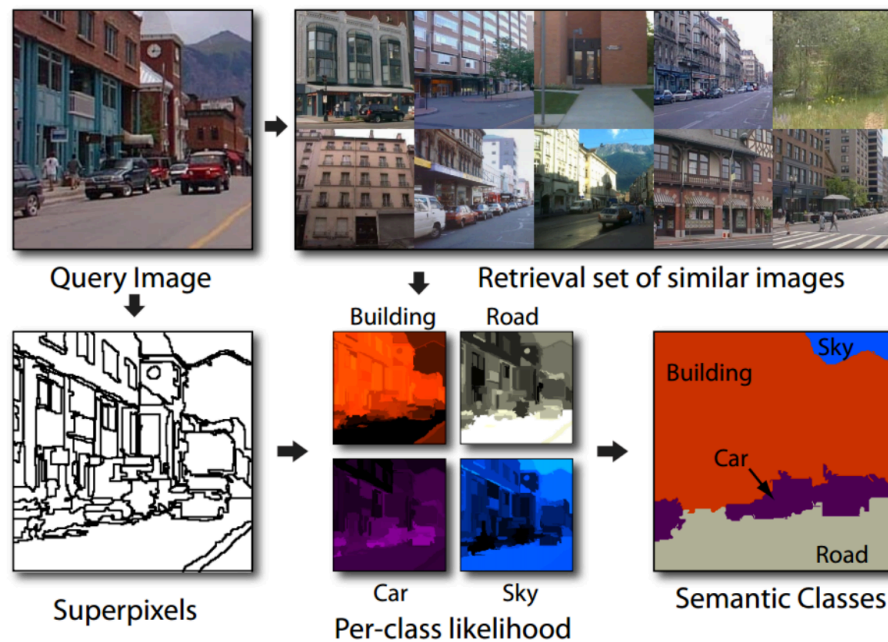 Query Image
Retrieval set of similar images
Building
Road
Sky
Building
Car
Road
Car
Sky
Superpixels
Per-class likelihood
Semantic Classes